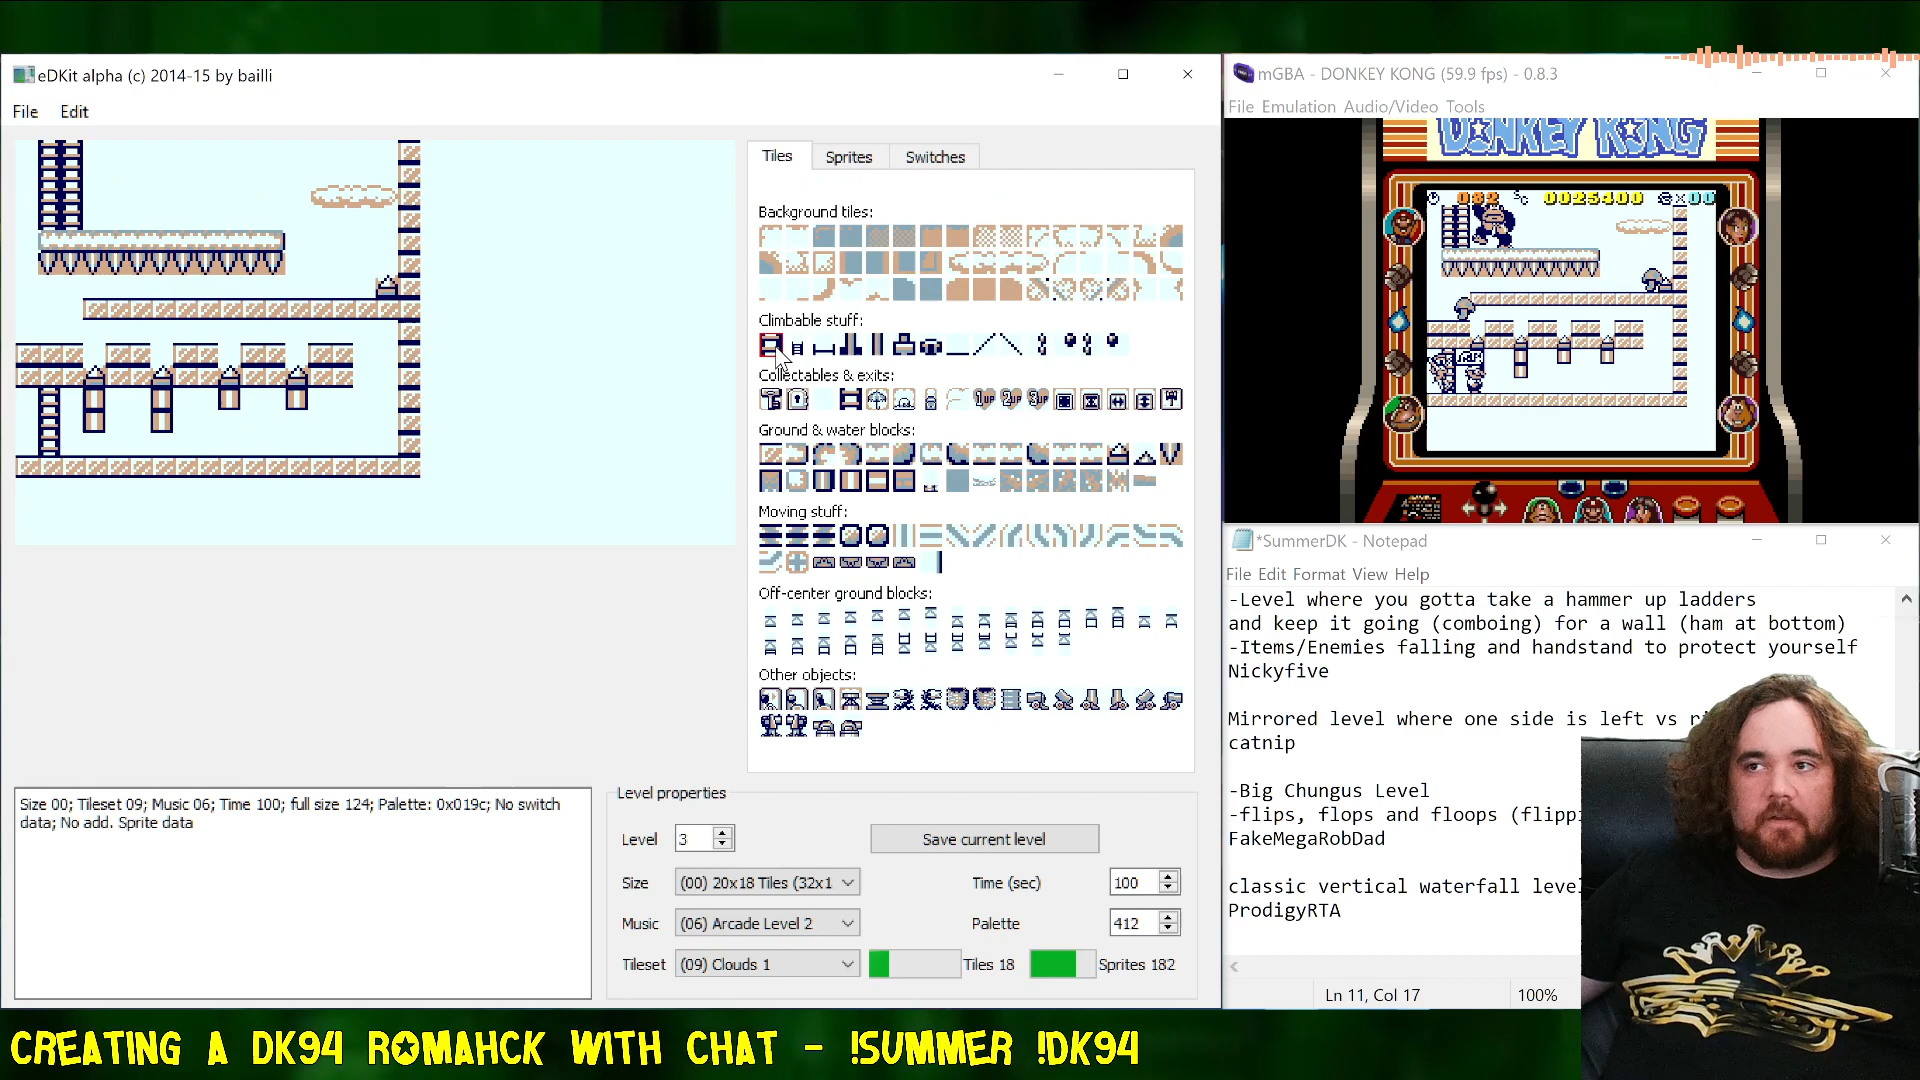 eDKit alpha (c) 2014-15 by bailli
File Edit
Tiles Sprites Switches
Background tiles:
Climbable stuff:
Collectables & exits:
1UP 2UP 3UP
Ground & water blocks:
Moving stuff:
Off-center ground blocks:
Other objects:
Size 00; Tileset 09; Music 06; Time 100; full size 124; Palette: 0x019c; No switch
data; No add. Sprite data
Level properties
Level 3 Save current level
Size (00) 20x18 Tiles (32x1 Time (sec) 100
Music (06) Arcade Level 2 Palette 412
Tileset (09) Clouds 1 Tiles 18 Sprites 182
mGBA - DONKEY KONG (59.9 fps) - 0.8.3
File Emulation Audio/Video Tools
DONKEY KONG
082 0025400 x00
*SummerDK - Notepad
File Edit Format View Help
-Level where you gotta take a hammer up ladders
and keep it going (comboing) for a wall (ham at bottom)
-Items/Enemies falling and handstand to protect yourself
Nickyfive
Mirrored level where one side is left vs
catnip
-Big Chungus Level
-flips, flops and floops
FakeMegaRobDad
classic vertical waterfall level
ProdigyRTA
Ln 11, Col 17 100%
CREATING A DK94 ROMAHCK WITH CHAT - !SUMMER !DK94